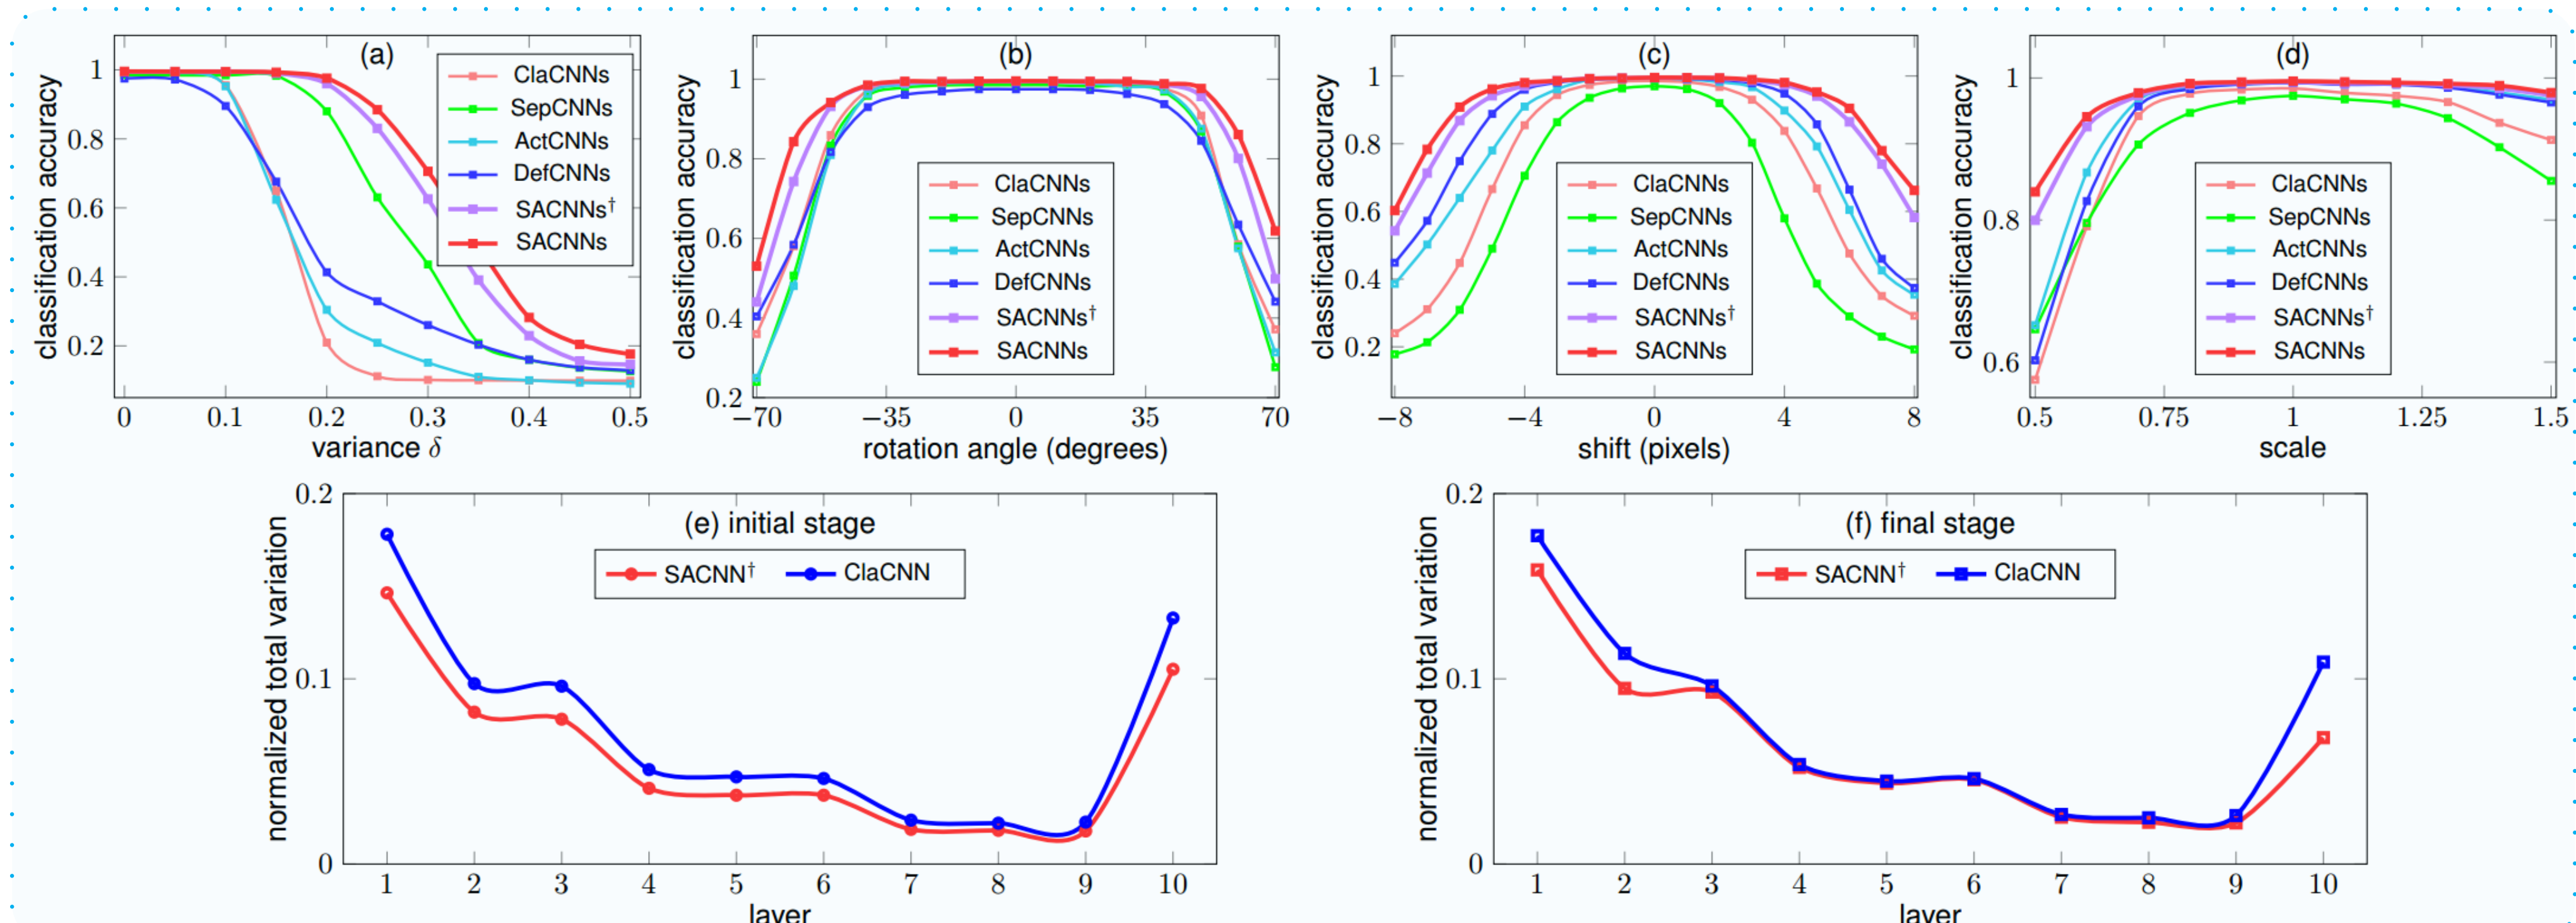 (a)
classification accuracy
1
0.8
0.6
0.4
0.2
0 0.1 0.2 0.3 0.4 0.5
variance δ
ClaCNNs
SepCNNs
ActCNNs
DefCNNs
SACNNs†
SACNNs
(b)
classification accuracy
1
0.8
0.6
0.4
0.2
−70 −35 0 35 70
rotation angle (degrees)
ClaCNNs
SepCNNs
ActCNNs
DefCNNs
SACNNs†
SACNNs
(c)
classification accuracy
1
0.8
0.6
0.4
0.2
−8 −4 0 4 8
shift (pixels)
ClaCNNs
SepCNNs
ActCNNs
DefCNNs
SACNNs†
SACNNs
(d)
classification accuracy
1
0.8
0.6
0.5 0.75 1 1.25 1.5
scale
ClaCNNs
SepCNNs
ActCNNs
DefCNNs
SACNNs†
SACNNs
(e) initial stage
SACNN† ClaCNN
normalized total variation
0.2
0.1
0
1 2 3 4 5 6 7 8 9 10
layer
(f) final stage
SACNN† ClaCNN
normalized total variation
0.2
0.1
0
1 2 3 4 5 6 7 8 9 10
layer